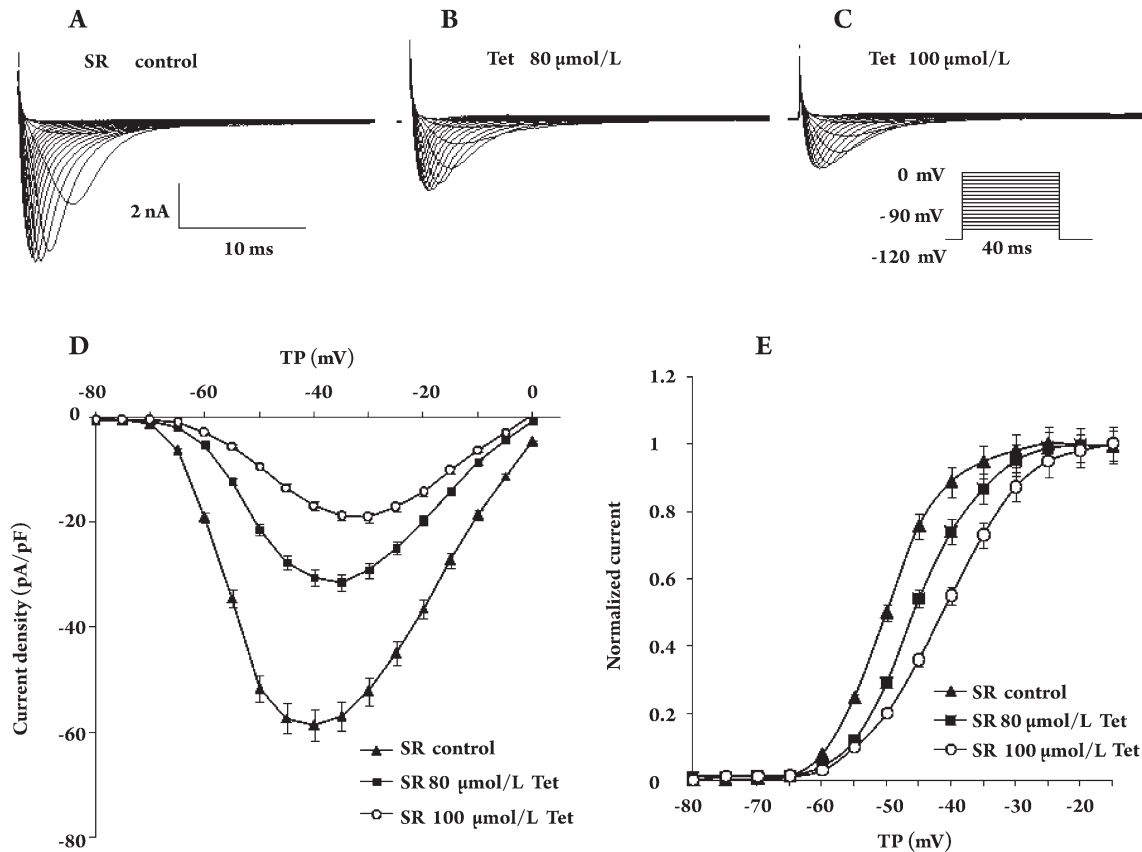 A
SR control
2 nA
10 ms
B
Tet 80 μmol/L
C
Tet 100 μmol/L
0 mV
-90 mV
-120 mV
40 ms
D
TP (mV)
-80 -60 -40 -20 0
0
-20
-40
-60
-80
Current density (pA/pF)
SR control
SR 80 μmol/L Tet
SR 100 μmol/L Tet
E
1.2
1
0.8
0.6
0.4
0.2
0
Normalized current
SR control
SR 80 μmol/L Tet
SR 100 μmol/L Tet
-80 -70 -60 -50 -40 -30 -20
TP (mV)